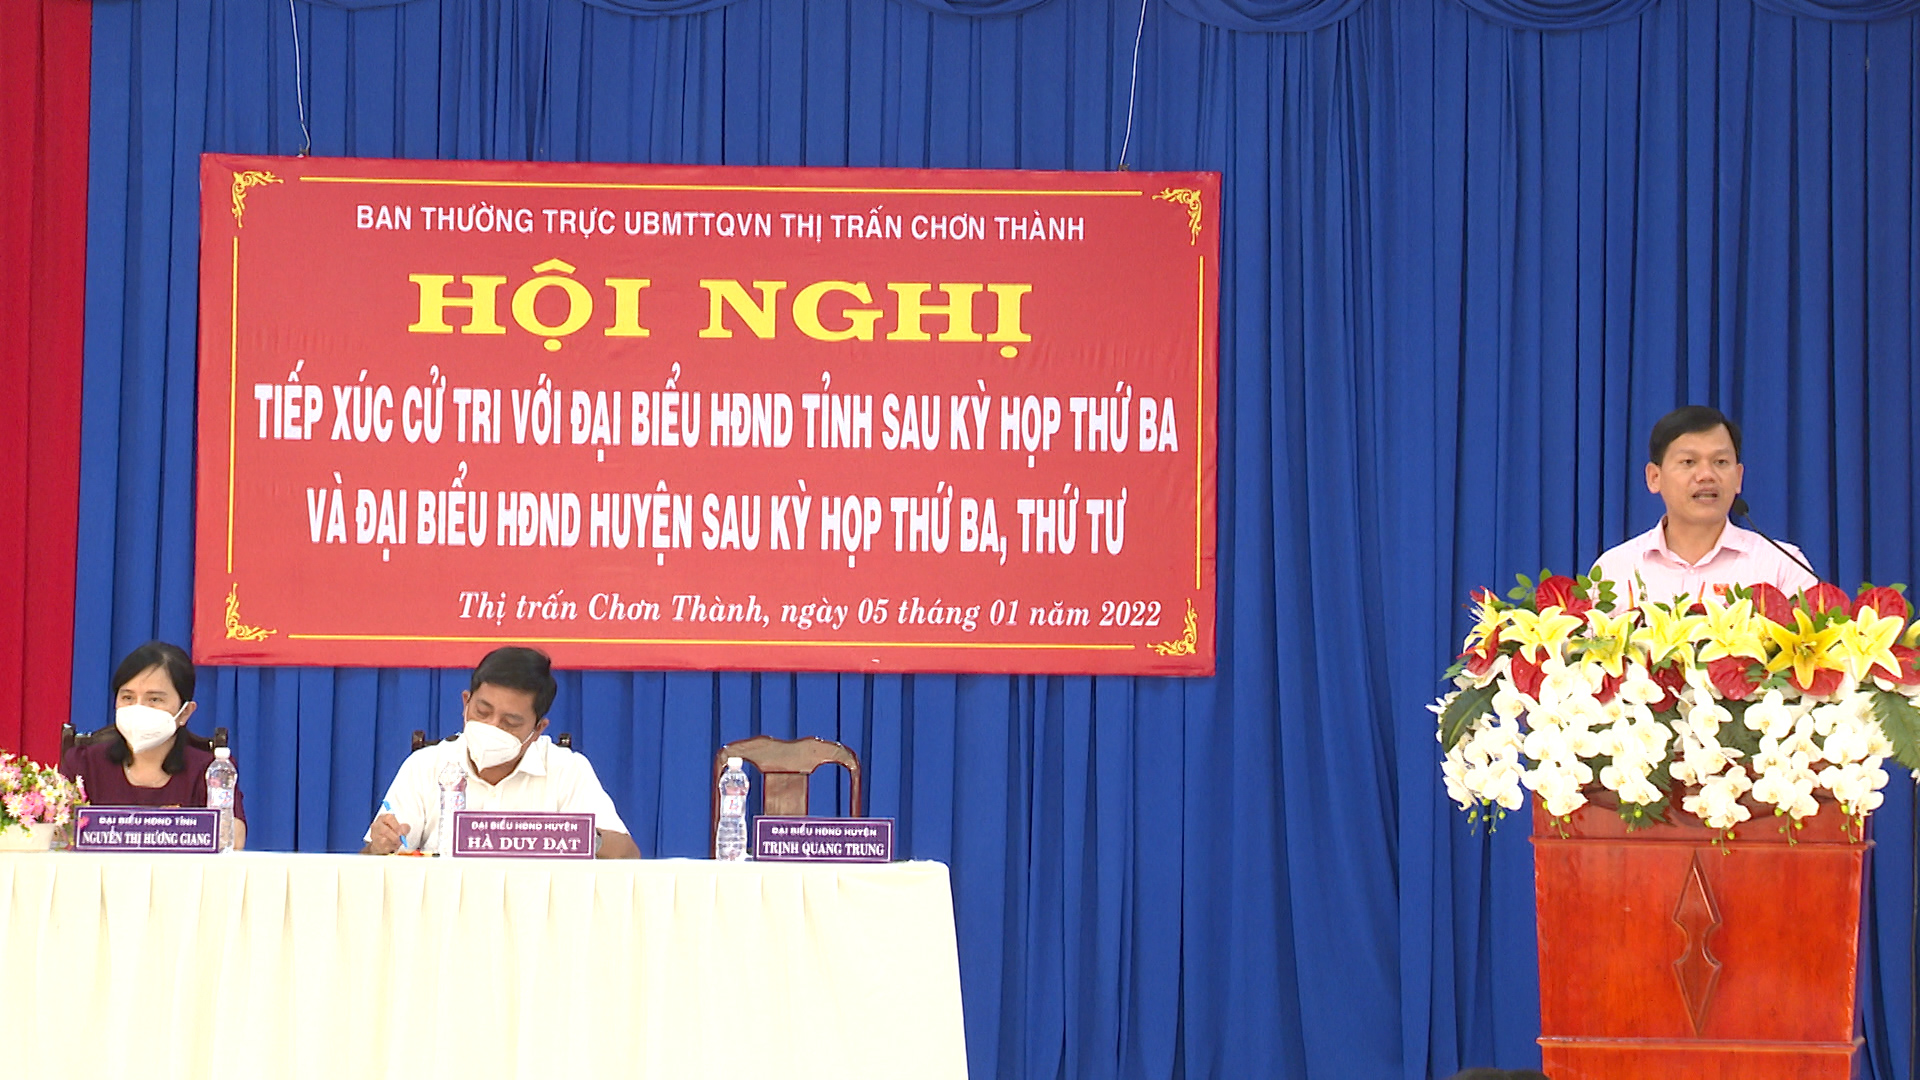 BAN THƯỜNG TRỰC UBMTTQVN THỊ TRẤN CHƠN THÀNH
HỘI NGHỊ
TIẾP XÚC CỬ TRI VỚI ĐẠI BIỂU HĐND TỈNH SAU KỲ HỌP THỨ BA
VÀ ĐẠI BIỂU HĐND HUYỆN SAU KỲ HỌP THỨ BA, THỨ TƯ
Thị trấn Chơn Thành, ngày 05 tháng 01 năm 2022
ĐẠI BIỂU HĐND TỈNH
NGUYỄN THỊ HƯƠNG GIANG
ĐẠI BIỂU HĐND HUYỆN
HÀ DUY ĐẠT
ĐẠI BIỂU HĐND HUYỆN
TRỊNH QUANG TRUNG